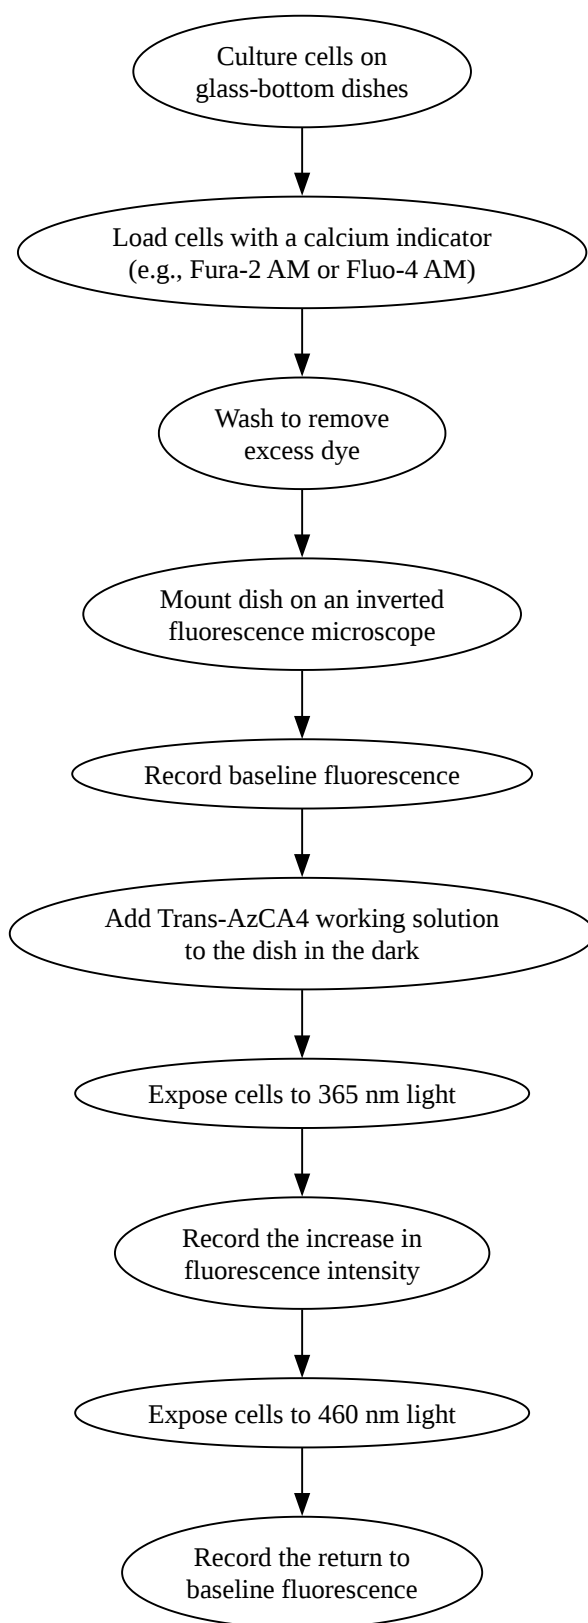 Culture cells on
glass-bottom dishes
Load cells with a calcium indicator
(e.g., Fura-2 AM or Fluo-4 AM)
Wash to remove
excess dye
Mount dish on an inverted
fluorescence microscope
Record baseline fluorescence
Add Trans-AzCA4 working solution
to the dish in the dark
Expose cells to 365 nm light
Record the increase in
fluorescence intensity
Expose cells to 460 nm light
Record the return to
baseline fluorescence